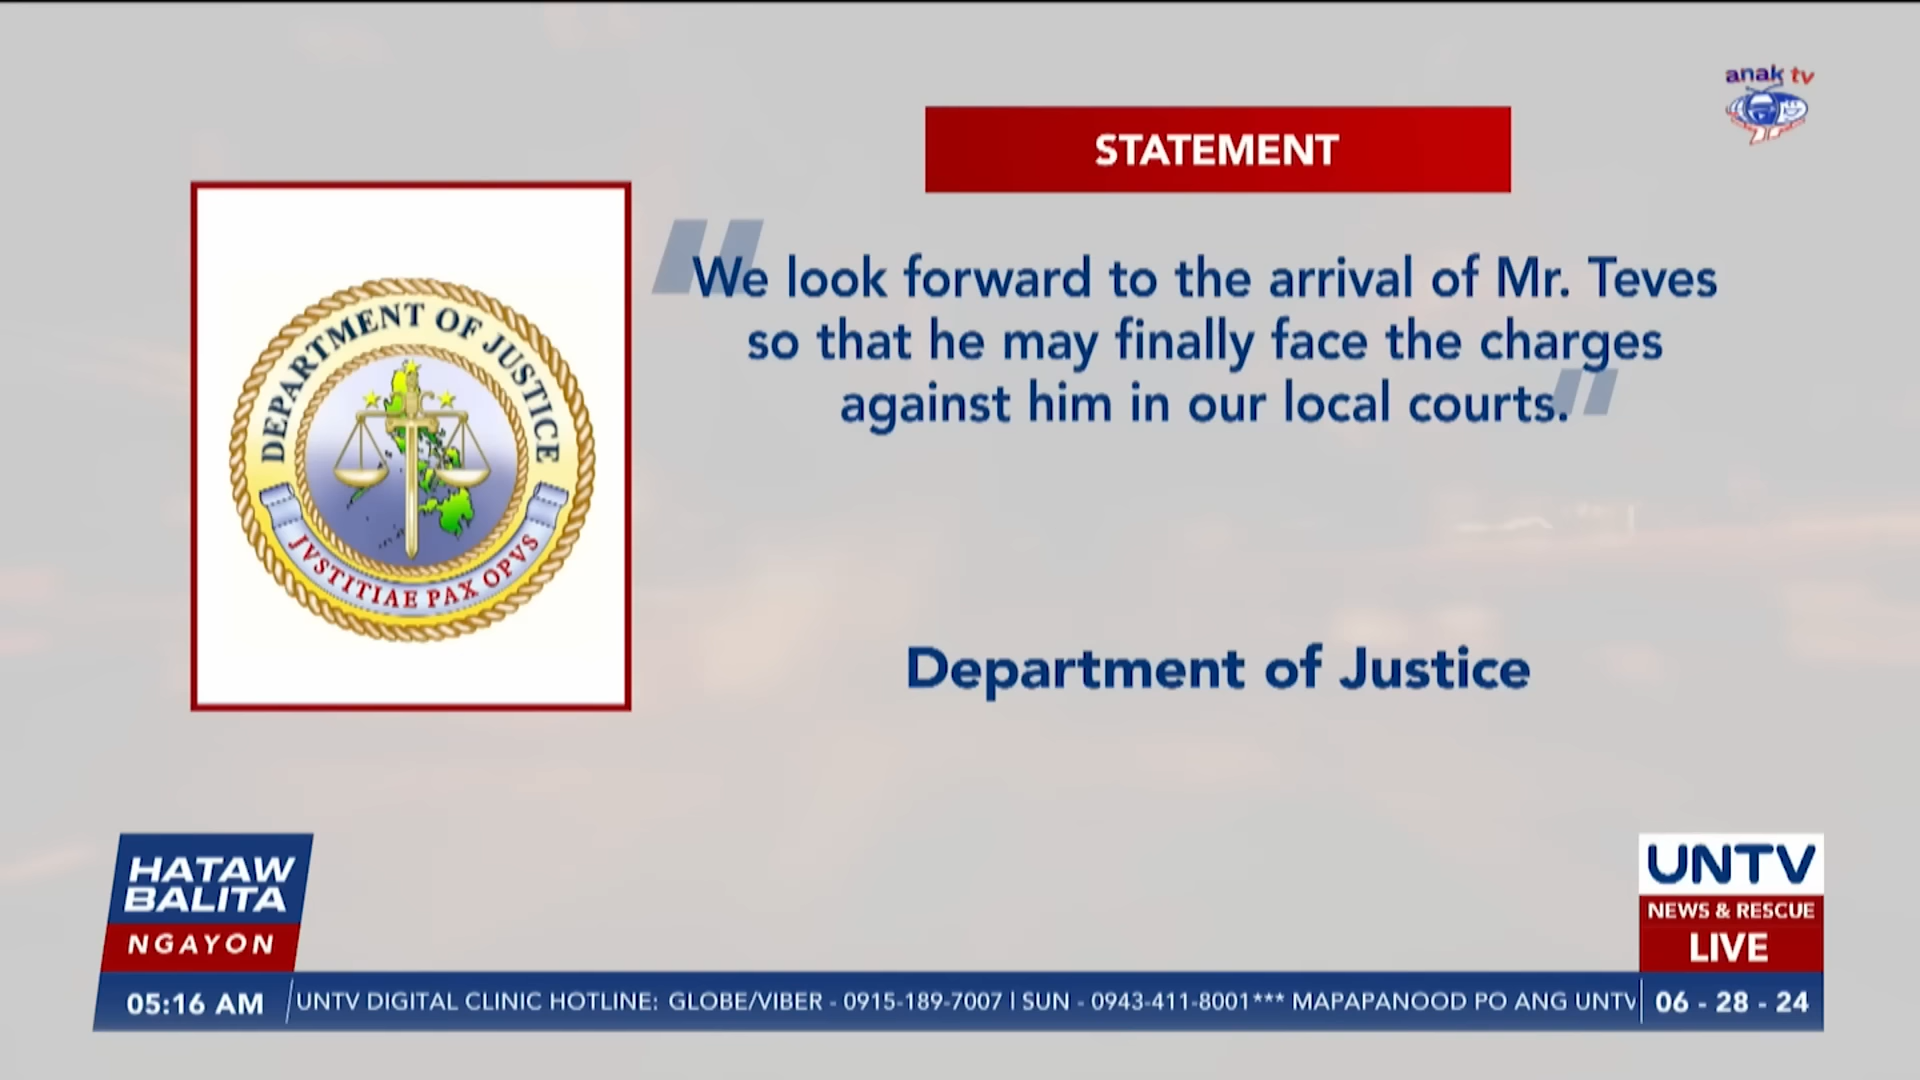 anak tv
STATEMENT
"We look forward to the arrival of Mr. Teves
so that he may finally face the charges
against him in our local courts."
Department of Justice
DEPARTMENT OF JUSTICE
JVSTITIAE PAX OPVS
HATAW
BALITA
NGAYON
UNTV
NEWS & RESCUE
LIVE
05:16 AM
UNTV DIGITAL CLINIC HOTLINE: GLOBE/VIBER - 0915-189-7007 | SUN - 0943-411-8001*** MAPAPANOOD PO ANG UNTV
06 - 28 - 24